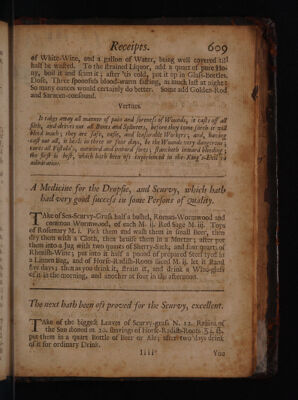 Receipts. 609
of White-Wine, and a gallon of Water, being well covered till
half be wasted. To the strained Liquor, add a quart of pure Ho-
ny, boil it and scum it; after 'tis cold, put it up in Glass-Bottles.
Dose, Three spoonfuls blood-warm fasting, as much last at night:
So many ounces would certainly do better. Some add Golden-Rod
and Saracen-consound.
Vertues.
It takes away all manner of pain and soreness of Wounds, it casts off all
filth, and drives out all Bones and Splinters, before they come forth it will
bleed much; they are safe, easie, and insensible Workers; and, having
cast out all, it heals in three or four days, be the Wounds very dangerous;
cures all Fistula's, outward and inward sores; stancheth inward bleeding;
the first is best, which hath been oft experienced in the King's-Evil to
admiration.
A Medicine for the Dropsie, and Scurvy, which hath
had very good success in some Persons of Quality.
TAke of Sea-Scurvy-Grass half a bushel, Roman-Wormwood and
common Wormwood, of each M. ij. Red Sage M. iij. Tops
of Rosemary M. i. Pick them and wash them in small Beer, then
dry them with a Cloth, then bruise them in a Mortar; after put
them into a Jug with two quarts of Sherry-Sack, and four quarts of
Rhenish-Wine; put into it half a pound of prepared Steel tyed in
a Linnen Bag, and of Horse-Radish-Roots sliced M. ij. let it stand
five days; then as you drink it, strain it, and drink a Wine-glass
of it in the morning, and another at four in the afternoon.
The next hath been oft proved for the Scurvy, excellent.
TAke of the biggest Leaves of Scurvy-grass N. 12. Raisins of
the Sun stoned as 20. shavings of Horse-Radish-Roots
put them in a quart Bottle of Beer or Ale; after two days drink
of it for ordinary Drink.
Iiii You